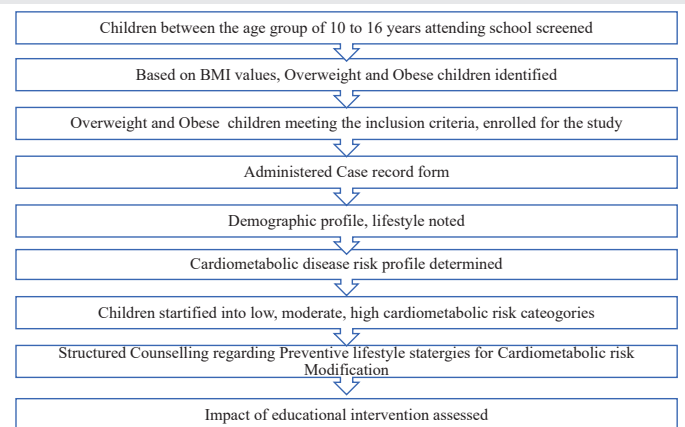 Children between the age group of 10 to 16 years attending school screened
Based on BMI values, Overweight and Obese children identified
Overweight and Obese children meeting the inclusion criteria, enrolled for the study
Administered Case record form
Demographic profile, lifestyle noted
Cardiometabolic disease risk profile determined
Children startified into low, moderate, high cardiometabolic risk cateogories
Structured Counselling regarding Preventive lifestyle statergies for Cardiometabolic risk
Modification
Impact of educational intervention assessed